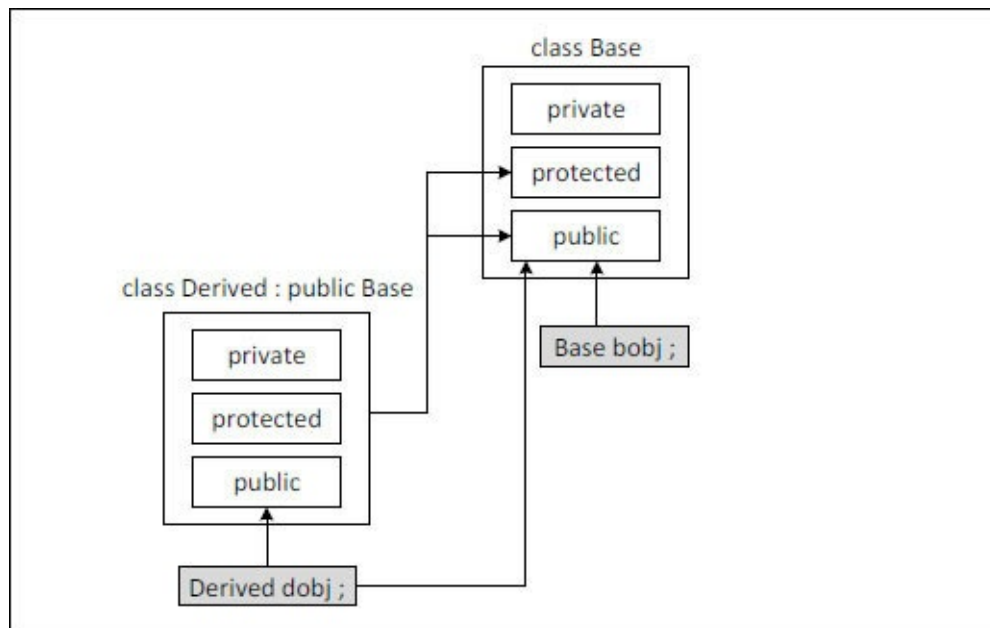 class Base
private
protected
public
class Derived : public Base
private
protected
public
Base bobj ;
Derived dobj ;